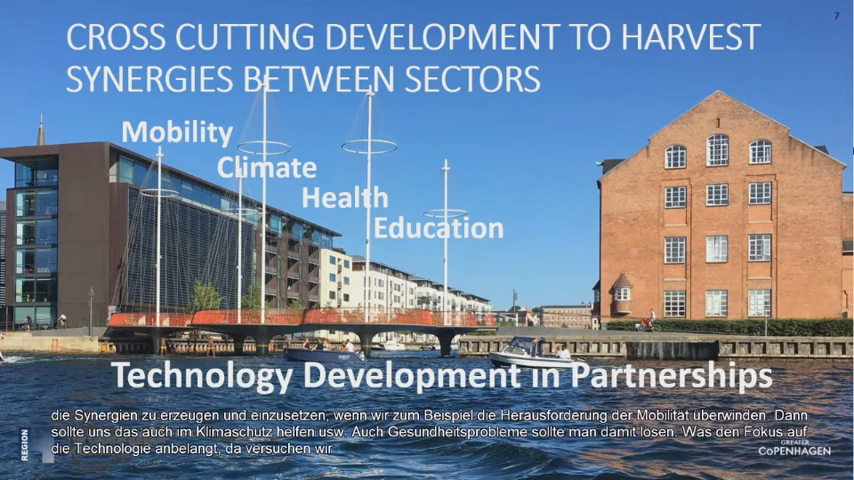 7
CROSS CUTTING DEVELOPMENT TO HARVEST
SYNERGIES BETWEEN SECTORS
Mobility
Climate
Health
Education
Technology Development in Partnerships
die Synergien zu erzeugen und einzusetzen, wenn wir zum Beispiel die Herausforderung der Mobilität überwinden. Dann
sollte uns das auch im Klimaschutz helfen usw. Auch Gesundheitsprobleme sollte man damit lösen. Was den Fokus auf
die Technologie anbelangt, da versuchen wir
REGION
GREATER
COPENHAGEN